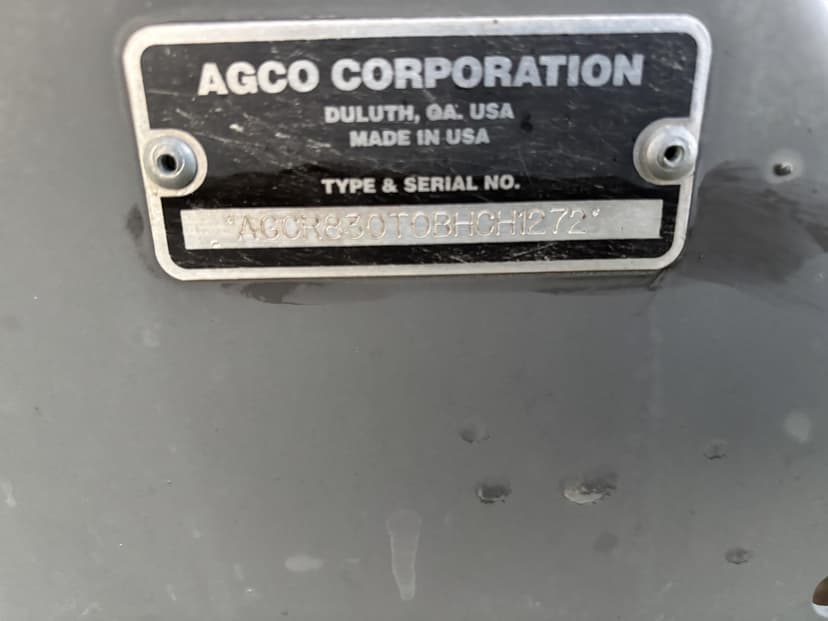 AGCO CORPORATION
DULUTH, GA. USA
MADE IN USA
TYPE & SERIAL NO.
*AGCR830TOBHCH1272*